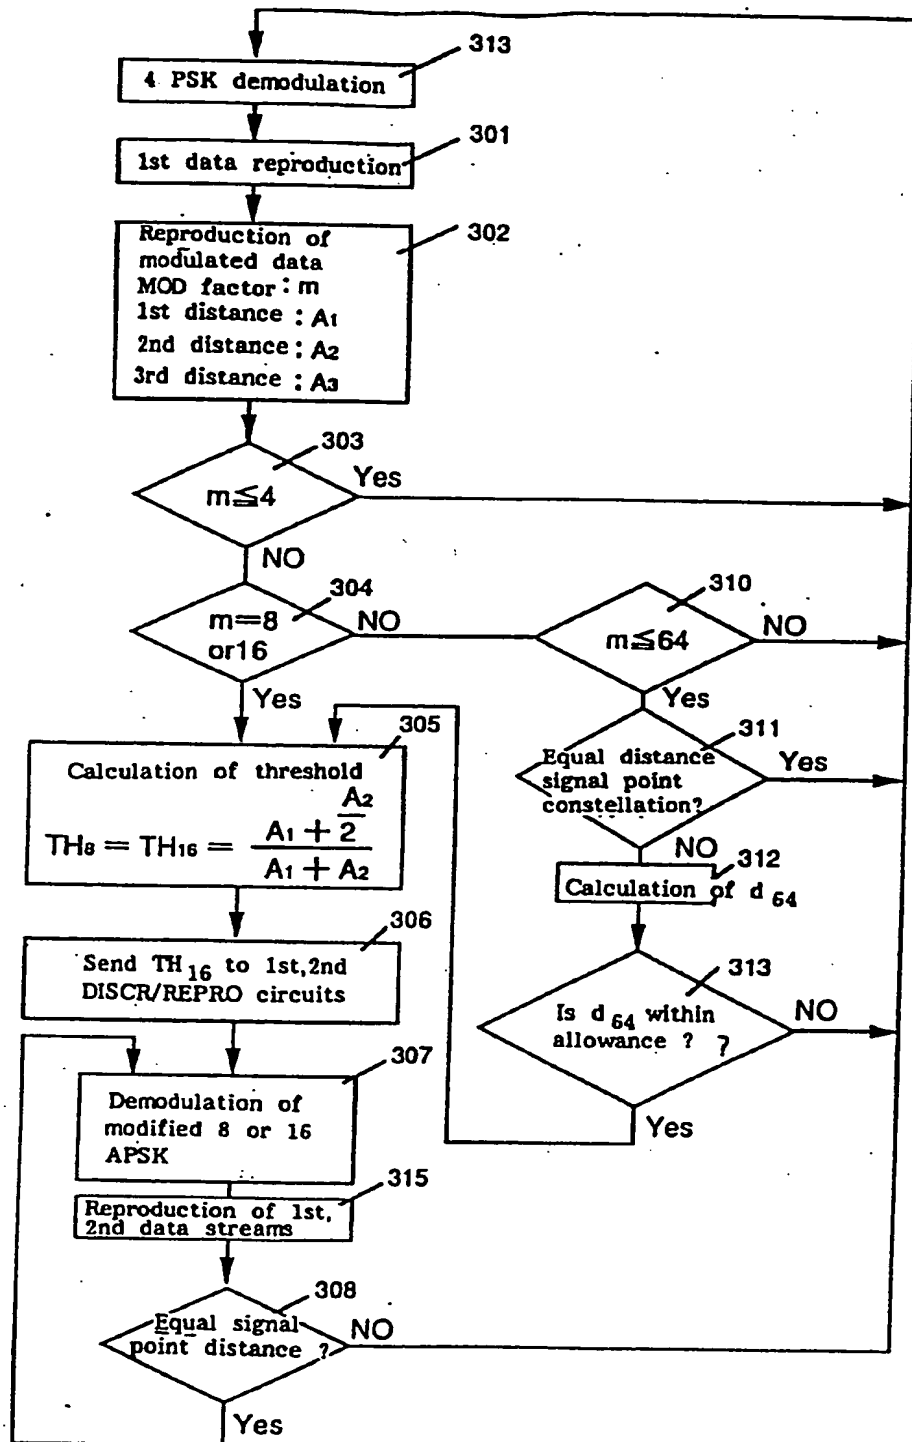 313
4 PSK demodulation
301
1st data reproduction
302
Reproduction of
modulated data
MOD factor : m
1st distance : A1
2nd distance : A2
3rd distance : A3
303
m≦4
Yes
NO
304
m=8
or16
NO
Yes
310
m≦64
NO
Yes
311
Equal distance
signal point
constellation?
Yes
NO
305
Calculation of threshold
TH8 = TH16 = (A1 + A2/2) / (A1 + A2)
312
Calculation of d 64
306
Send TH16 to 1st,2nd
DISCR/REPRO circuits
313
Is d 64 within
allowance ? ?
NO
Yes
307
Demodulation of
modified 8 or 16
APSK
315
Reproduction of 1st,
2nd data streams
308
Equal signal
point distance ?
NO
Yes